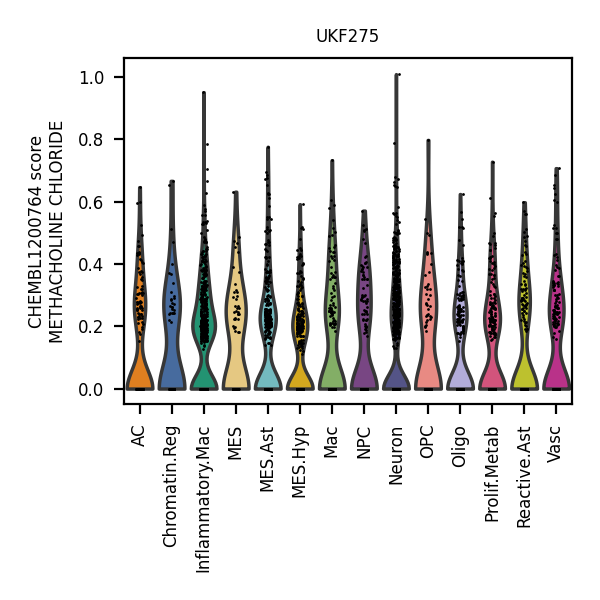 UKF275
CHEMBL1200764 score
METHACHOLINE CHLORIDE
1.0
0.8
0.6
0.4
0.2
0.0
AC
Chromatin.Reg
Inflammatory.Mac
MES
MES.Ast
MES.Hyp
Mac
NPC
Neuron
OPC
Oligo
Prolif.Metab
Reactive.Ast
Vasc